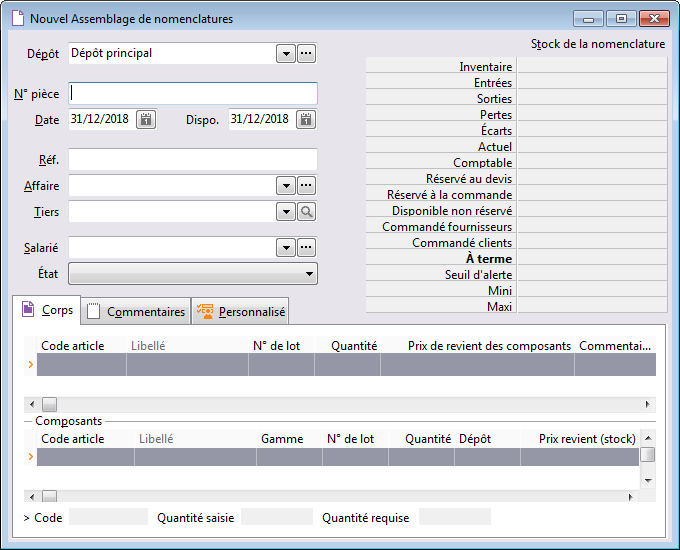 Nouvel Assemblage de nomenclatures
Dépôt Dépôt principal
N° pièce
Date 31/12/2018 Dispo. 31/12/2018
Réf.
Affaire
Tiers
Salarié
État
Stock de la nomenclature
Inventaire
Entrées
Sorties
Pertes
Écarts
Actuel
Comptable
Réservé au devis
Réservé à la commande
Disponible non réservé
Commandé fournisseurs
Commandé clients
À terme
Seuil d'alerte
Mini
Maxi
Corps Commentaires Personnalisé
Code article Libellé N° de lot Quantité Prix de revient des composants Commentai...
Composants
Code article Libellé Gamme N° de lot Quantité Dépôt Prix revient (stock)
> Code Quantité saisie Quantité requise